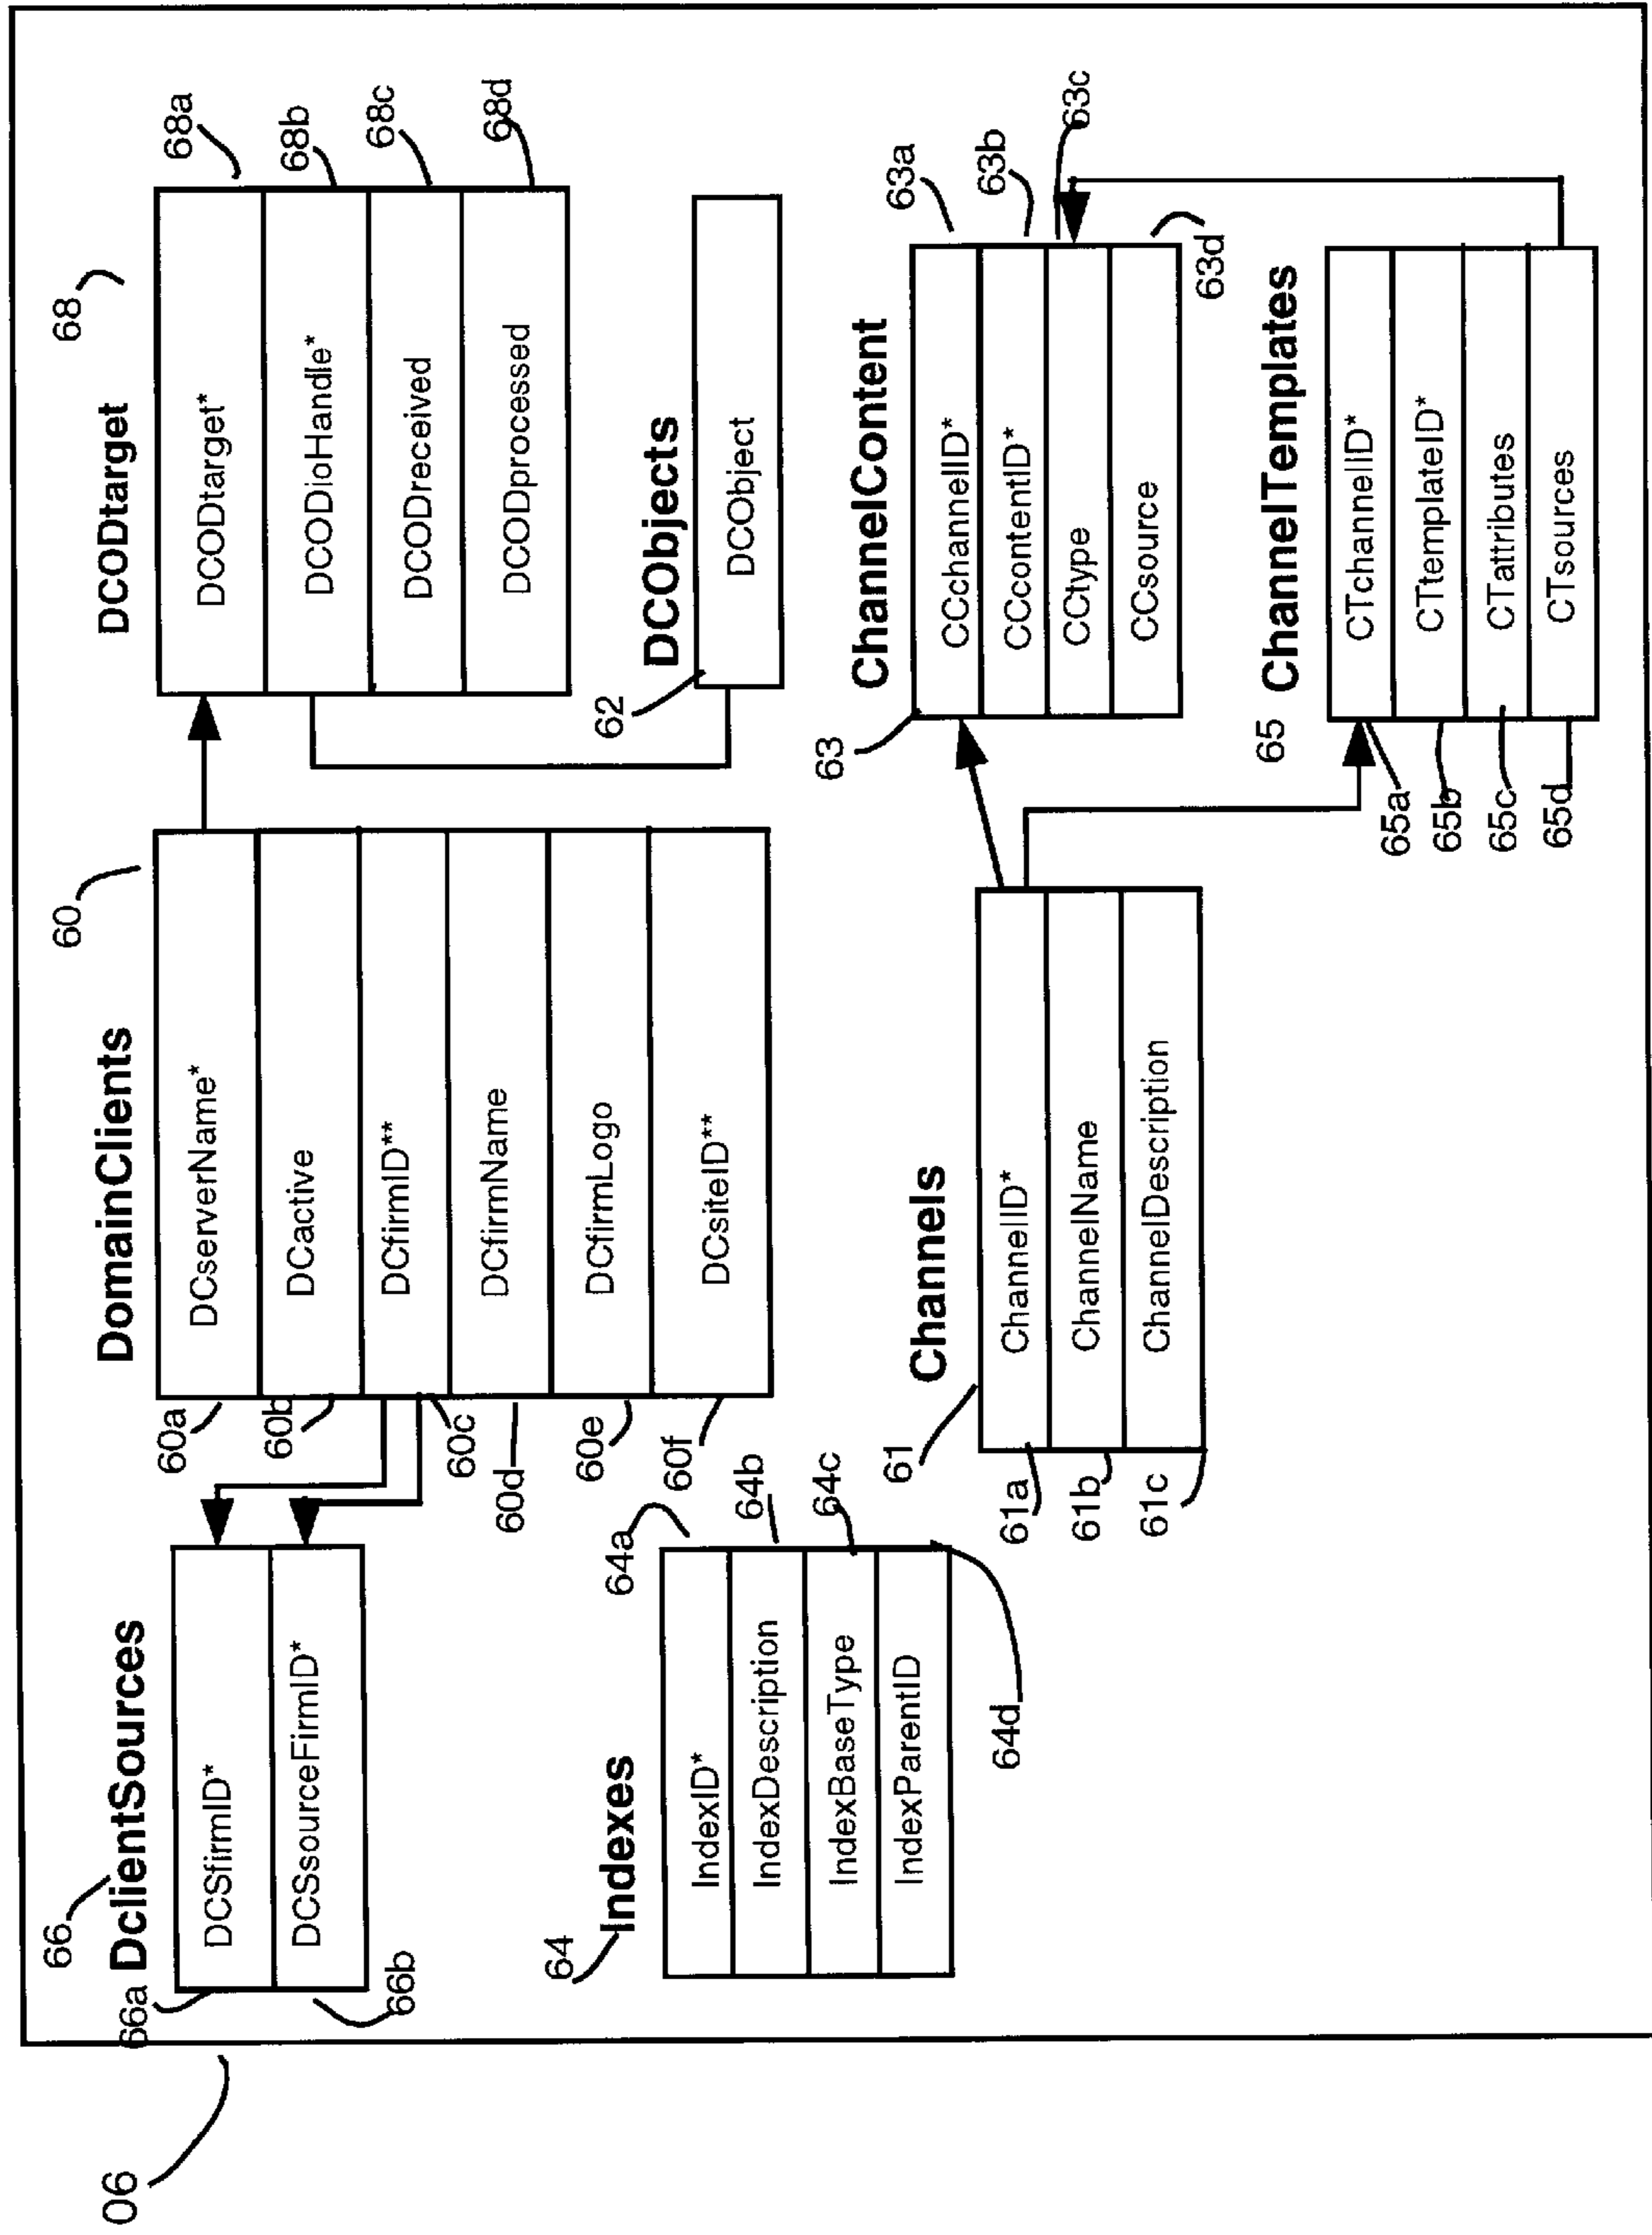 06
66
DclientSources
66a
DCSfirmID*
DCSsourceFirmID*
66b
DomainClients
60
DCserverName*
DCactive
DCfirmID**
DCfirmName
DCfirmLogo
DCsiteID**
60a
60b
60c
60d
60e
60f
DCODtarget
68
DCODtarget*
DCODioHandle*
DCODreceived
DCODprocessed
68a
68b
68c
68d
DCObjects
62
DCObject
64
Indexes
IndexID*
IndexDescription
IndexBaseType
IndexParentID
64a
64b
64c
64d
Channels
61
ChannelID*
ChannelName
ChannelDescription
61a
61b
61c
ChannelContent
63
CCchannelID*
CCcontentID*
CCtype
CCsource
63a
63b
63c
63d
65 ChannelTemplates
CTchannelID*
CTtemplateID*
CTattributes
CTsources
65a
65b
65c
65d